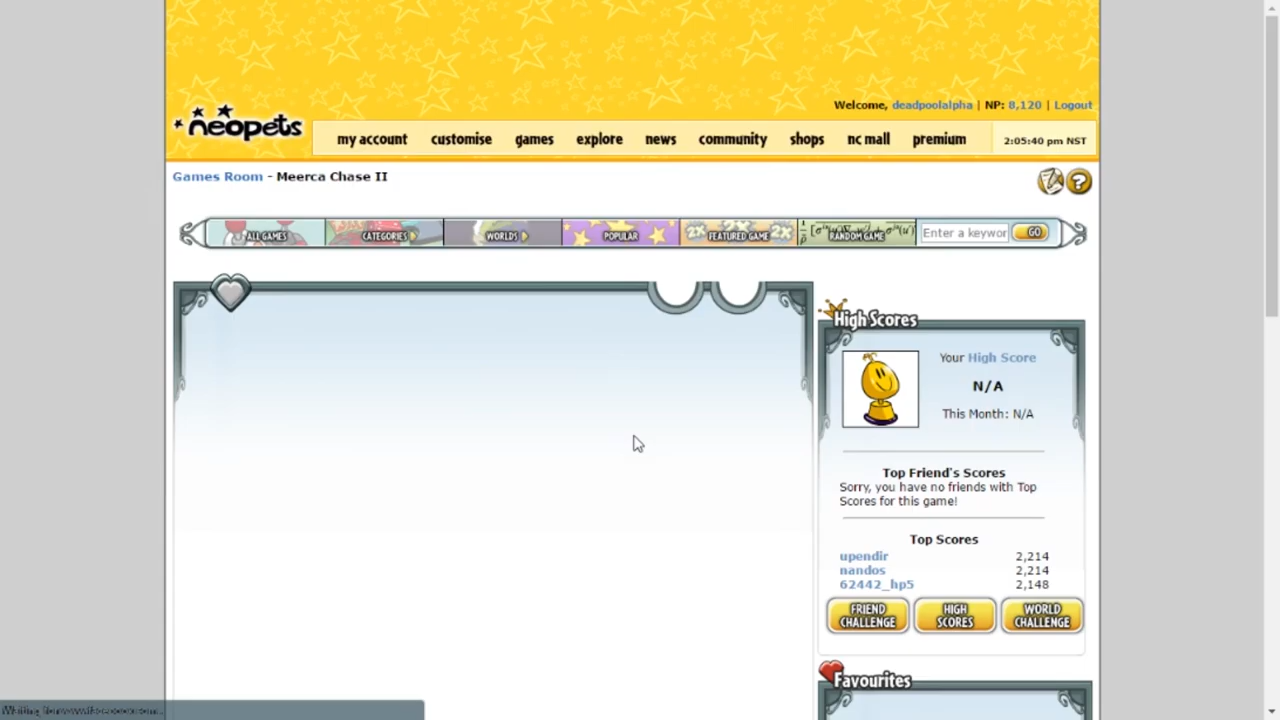 Welcome, deadpoolalpha | NP: 8,120 | Logout
neopets
my account customise games explore news community shops nc mall premium 2:05:40 pm NST
Games Room - Meerca Chase II
ALL GAMES CATEGORIES WORLDS POPULAR 2X FEATURED GAME 2X RANDOM GAME Enter a keywor GO
High Scores
Your High Score
N/A
This Month: N/A
Top Friend's Scores
Sorry, you have no friends with Top
Scores for this game!
Top Scores
upendir 2,214
nandos 2,214
62442_hp5 2,148
FRIEND CHALLENGE HIGH SCORES WORLD CHALLENGE
Favourites